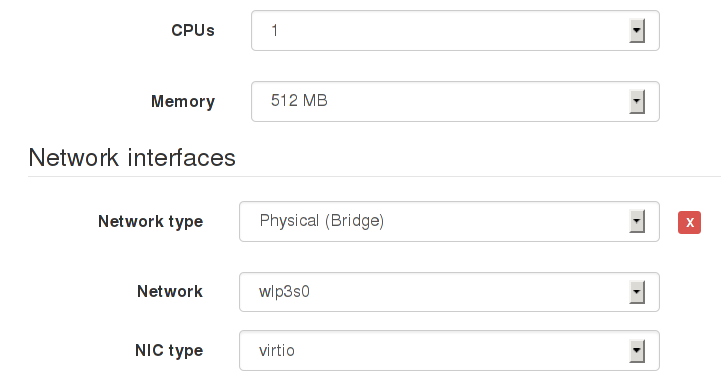 CPUs 1
Memory 512 MB
Network interfaces
Network type Physical (Bridge) x
Network wlp3s0
NIC type virtio